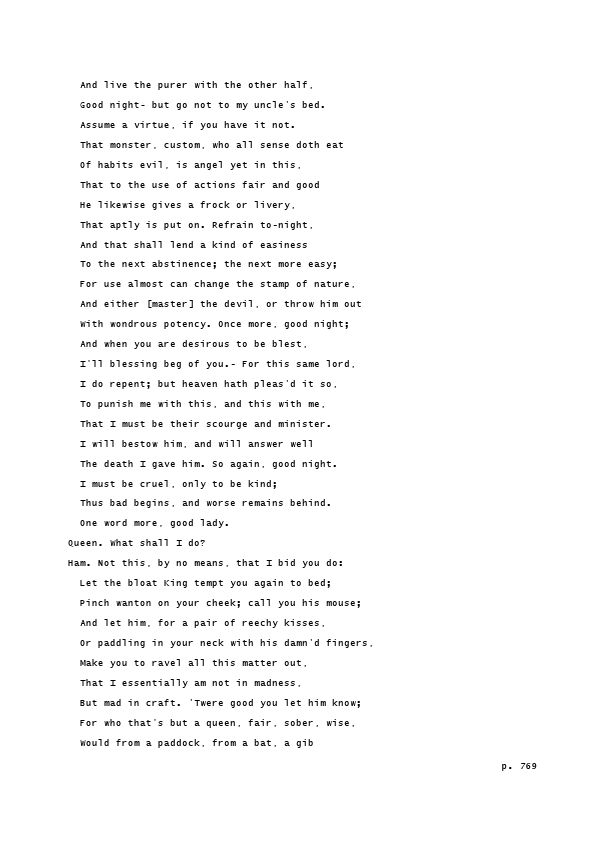 And live the purer with the other half,
Good night- but go not to my uncle's bed.
Assume a virtue, if you have it not.
That monster, custom, who all sense doth eat
Of habits evil, is angel yet in this,
That to the use of actions fair and good
He likewise gives a frock or livery,
That aptly is put on. Refrain to-night,
And that shall lend a kind of easiness
To the next abstinence; the next more easy;
For use almost can change the stamp of nature,
And either [master] the devil, or throw him out
With wondrous potency. Once more, good night;
And when you are desirous to be blest,
I'll blessing beg of you.- For this same lord,
I do repent; but heaven hath pleas'd it so,
To punish me with this, and this with me,
That I must be their scourge and minister.
I will bestow him, and will answer well
The death I gave him. So again, good night.
I must be cruel, only to be kind;
Thus bad begins, and worse remains behind.
One word more, good lady.
Queen. What shall I do?
Ham. Not this, by no means, that I bid you do:
Let the bloat King tempt you again to bed;
Pinch wanton on your cheek; call you his mouse;
And let him, for a pair of reechy kisses,
Or paddling in your neck with his damn'd fingers,
Make you to ravel all this matter out,
That I essentially am not in madness,
But mad in craft. 'Twere good you let him know;
For who that's but a queen, fair, sober, wise,
Would from a paddock, from a bat, a gib
p. 769